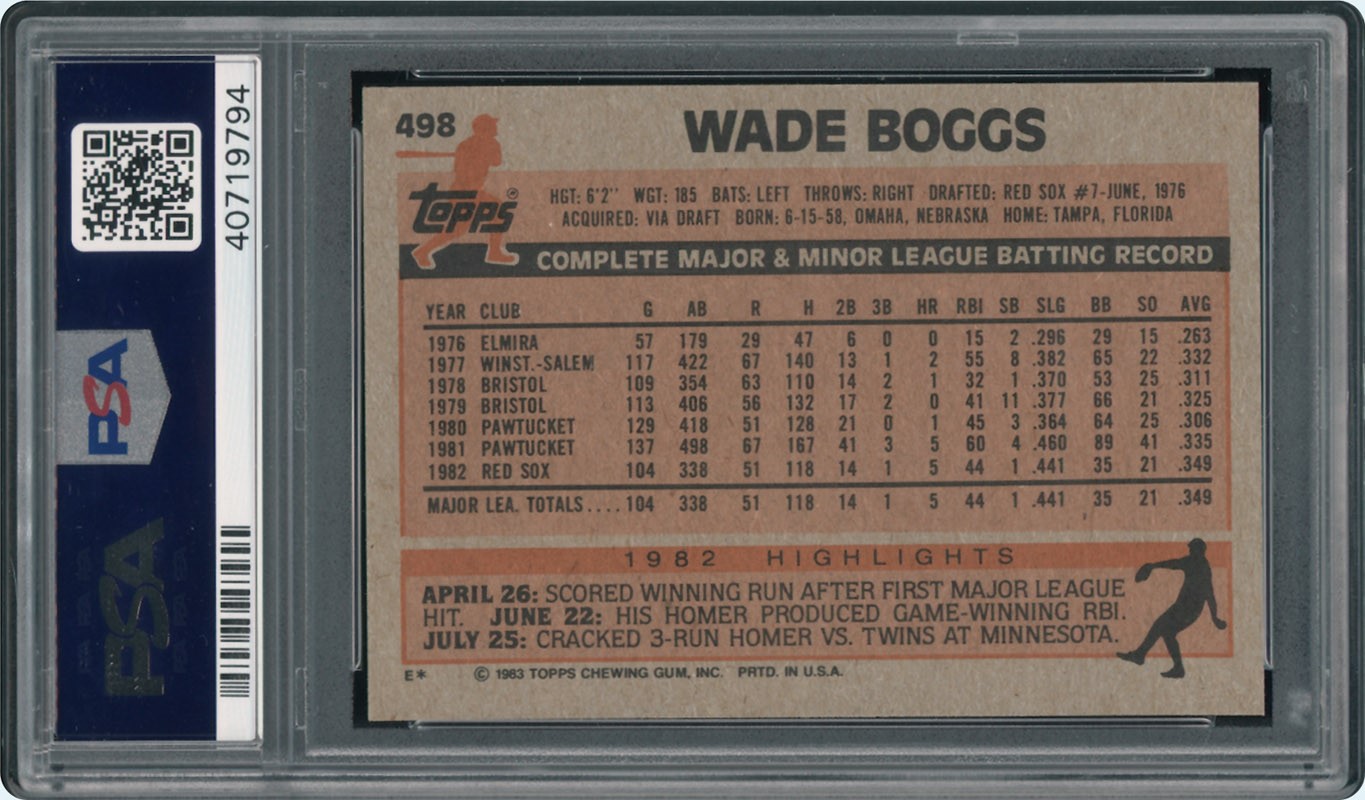 PSA
PSA
40719794
498
WADE BOGGS
TOPPS ®
HGT: 6'2" WGT: 185 BATS: LEFT THROWS: RIGHT DRAFTED: RED SOX #7-JUNE, 1976
ACQUIRED: VIA DRAFT BORN: 6-15-58, OMAHA, NEBRASKA HOME: TAMPA, FLORIDA
COMPLETE MAJOR & MINOR LEAGUE BATTING RECORD
YEAR CLUB G AB R H 2B 3B HR RBI SB SLG BB SO AVG
1976 ELMIRA 57 179 29 47 6 0 0 15 2 .296 29 15 .263
1977 WINST.-SALEM 117 422 67 140 13 1 2 55 8 .382 65 22 .332
1978 BRISTOL 109 354 63 110 14 2 1 32 1 .370 53 25 .311
1979 BRISTOL 113 406 56 132 17 2 0 41 11 .377 66 21 .325
1980 PAWTUCKET 129 418 51 128 21 0 1 45 3 .364 64 25 .306
1981 PAWTUCKET 137 498 67 167 41 3 5 60 4 .460 89 41 .335
1982 RED SOX 104 338 51 118 14 1 5 44 1 .441 35 21 .349
MAJOR LEA. TOTALS.... 104 338 51 118 14 1 5 44 1 .441 35 21 .349
1982 HIGHLIGHTS
APRIL 26: SCORED WINNING RUN AFTER FIRST MAJOR LEAGUE
HIT. JUNE 22: HIS HOMER PRODUCED GAME-WINNING RBI.
JULY 25: CRACKED 3-RUN HOMER VS. TWINS AT MINNESOTA.
E* © 1983 TOPPS CHEWING GUM, INC. PRTD. IN U.S.A.